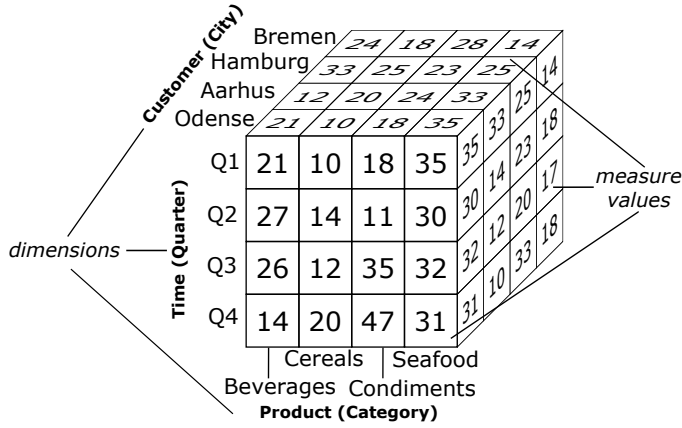 Customer (City)
Bremen 24 18 28 14
Hamburg 33 25 23 25
Aarhus 12 20 24 33
Odense 21 10 18 35
Q1 21 10 18 35 35 33 25 14
Q2 27 14 11 30 30 14 23 18
Q3 26 12 35 32 32 12 20 17
Q4 14 20 47 31 31 10 33 18
Time (Quarter)
dimensions
measure
values
Cereals Seafood
Beverages Condiments
Product (Category)